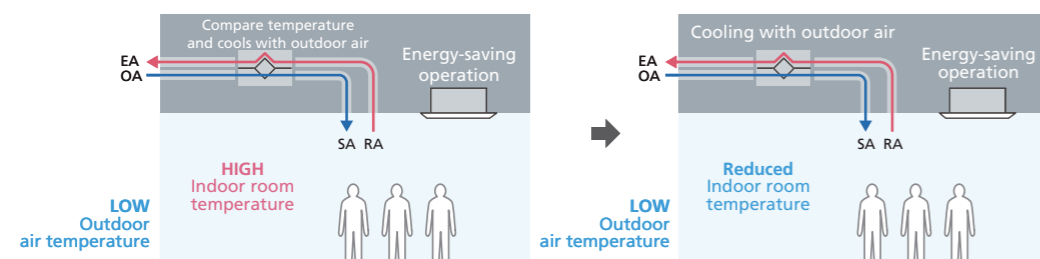 Compare temperature
and cools with outdoor air
EA
OA
Energy-saving
operation
SA RA
HIGH
Indoor room
temperature
LOW
Outdoor
air temperature
Cooling with outdoor air
EA
OA
Energy-saving
operation
SA RA
Reduced
Indoor room
temperature
LOW
Outdoor
air temperature